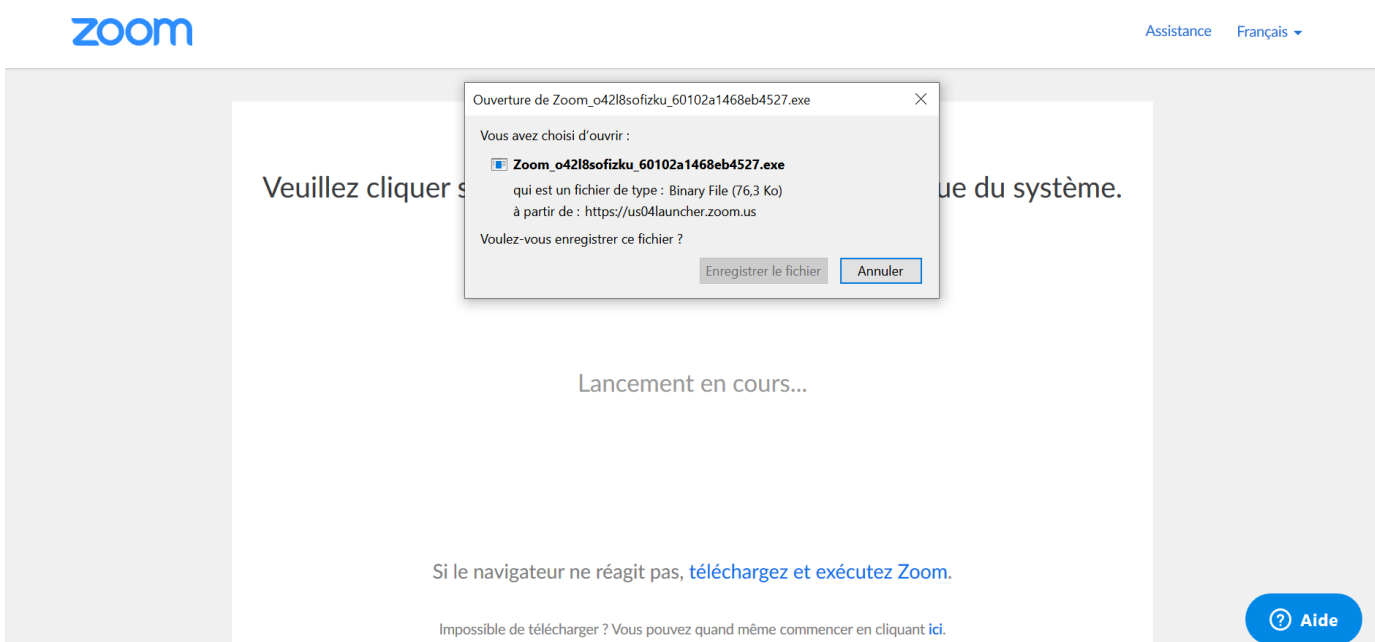 zoom
Assistance Français
Ouverture de Zoom_o42l8sofizku_60102a1468eb4527.exe
Vous avez choisi d'ouvrir :
Zoom_o42l8sofizku_60102a1468eb4527.exe
qui est un fichier de type : Binary File (76,3 Ko)
à partir de : https://us04launcher.zoom.us
Voulez-vous enregistrer ce fichier ?
Enregistrer le fichier Annuler
Veuillez cliquer ue du système.
Lancement en cours...
Si le navigateur ne réagit pas, téléchargez et exécutez Zoom.
Impossible de télécharger ? Vous pouvez quand même commencer en cliquant ici.
Aide